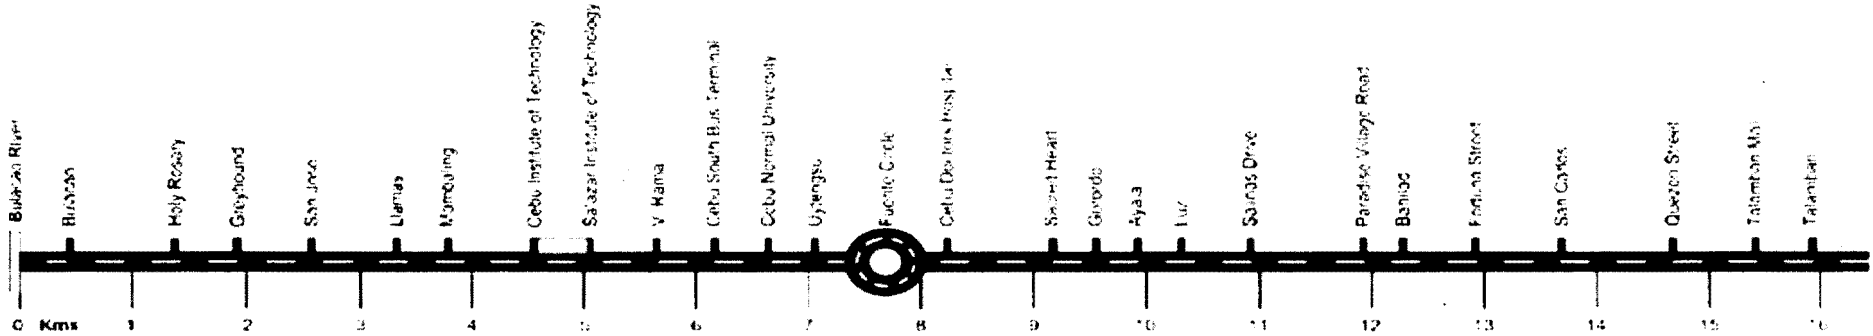 Bulacao River
Bulacao
Holy Rosary
Greyhound
San Jose
Llamas
Mambaling
Cebu Institute of Technology
Salazar Institute of Technology
V. Rama
Cebu South Bus Terminal
Cebu Normal University
Uytengsu
Fuente Circle
Cebu Doctors Hospital
Sacred Heart
Gorordo
Ayala
Luz
Salinas Drive
Paradise Village Road
Banilad
Fortuna Street
San Carlos
Quezon Street
Talamban Mall
Talamban
0 Kms 1 2 3 4 5 6 7 8 9 10 11 12 13 14 15 16